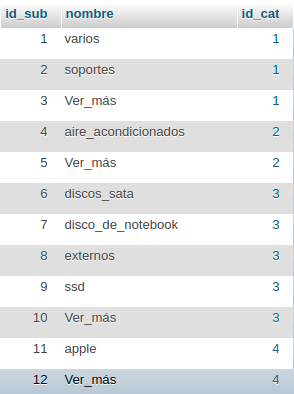 id_sub nombre id_cat
1 varios 1
2 soportes 1
3 Ver_más 1
4 aire_acondicionados 2
5 Ver_más 2
6 discos_sata 3
7 disco_de_notebook 3
8 externos 3
9 ssd 3
10 Ver_más 3
11 apple 4
12 Ver_más 4